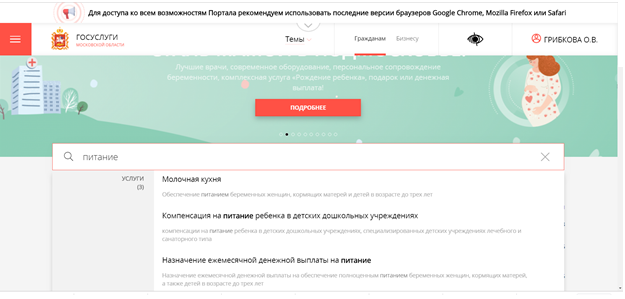 Для доступа ко всем возможностям Портала рекомендуем использовать последние версии браузеров Google Chrome, Mozilla Firefox или Safari
ГОСУСЛУГИ
МОСКОВСКОЙ ОБЛАСТИ
Темы
Гражданам
Бизнесу
ГРИБКОВА О.В.
Лучшие врачи, современное оборудование, персональное сопровождение
беременности, комплексная услуга «Рождение ребенка», подарок или денежная
выплата!
ПОДРОБНЕЕ
питание
УСЛУГИ
(3)
Молочная кухня
Обеспечение питанием беременных женщин, кормящих матерей и детей в возрасте до трех лет
Компенсация на питание ребенка в детских дошкольных учреждениях
компенсации на питание ребенка в детских дошкольных учреждениях, специализированных детских учреждениях лечебного и
санаторного типа
Назначение ежемесячной денежной выплаты на питание
Назначение ежемесячной денежной выплаты на обеспечение полноценным питанием беременных женщин, кормящих матерей,
а также детей в возрасте до трех лет